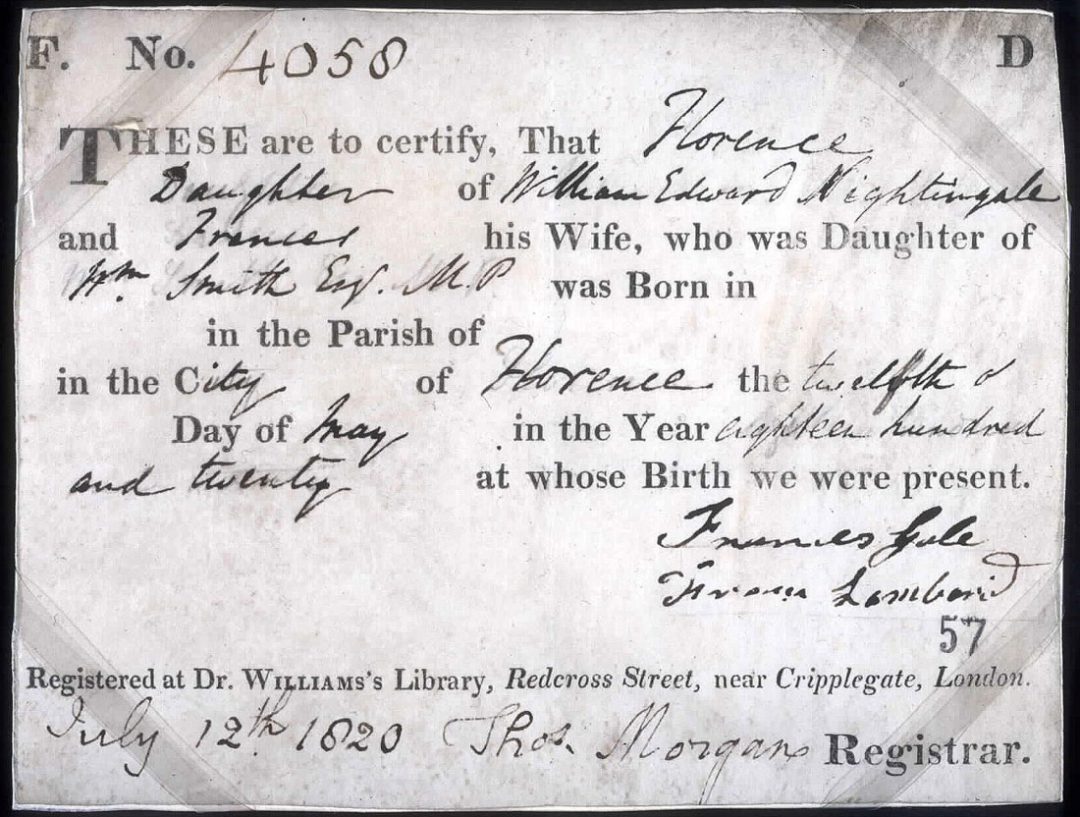 F. No. 4058 D
THESE are to certify, That Florence
Daughter of William Edward Nightingale
and Frances his Wife, who was Daughter of
Wm Smith Esq. M.P was Born in
in the Parish of
in the City of Florence the twelfth
Day of May in the Year eighteen hundred
and twenty at whose Birth we were present.
Frances Gale
Lombard
57
Registered at Dr. WILLIAMS's Library, Redcross Street, near Cripplegate, London.
July 12th 1820 Thos. Morgan Registrar.